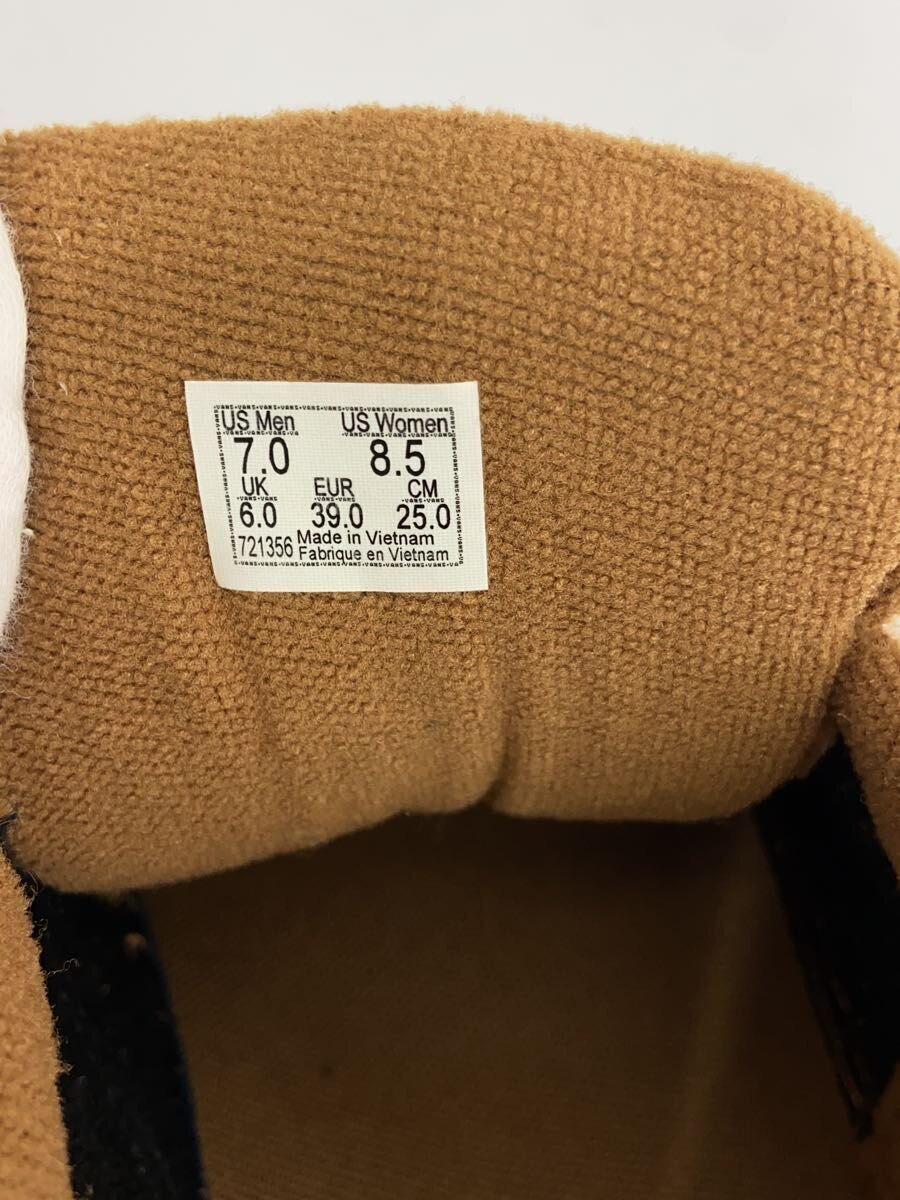 US Men US Women
7.0 8.5
UK EUR CM
6.0 39.0 25.0
721356 Made in Vietnam
Fabrique en Vietnam